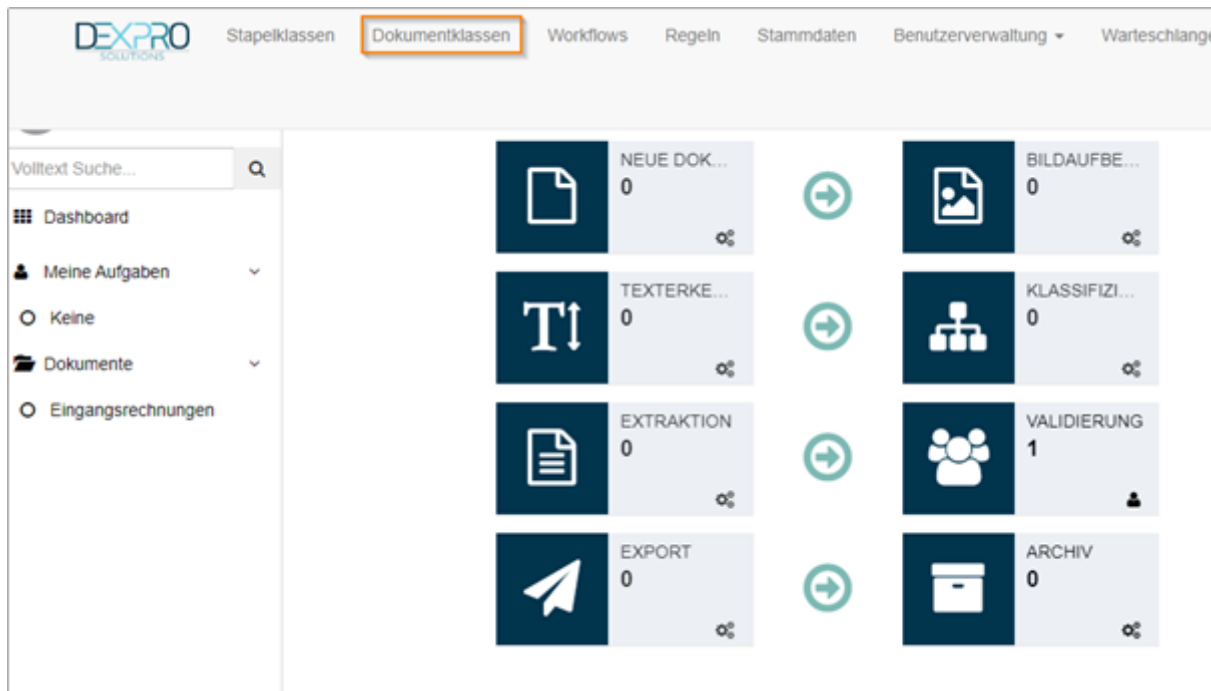 DEXPRO
SOLUTIONS
Stapelklassen Dokumentklassen Workflows Regeln Stammdaten Benutzerverwaltung Warteschlange
Volltext Suche...
Dashboard
Meine Aufgaben
Keine
Dokumente
Eingangsrechnungen
NEUE DOK...
0
BILDAUFBE...
0
TEXTERKE...
0
KLASSIFIZI...
0
EXTRAKTION
0
VALIDIERUNG
1
EXPORT
0
ARCHIV
0